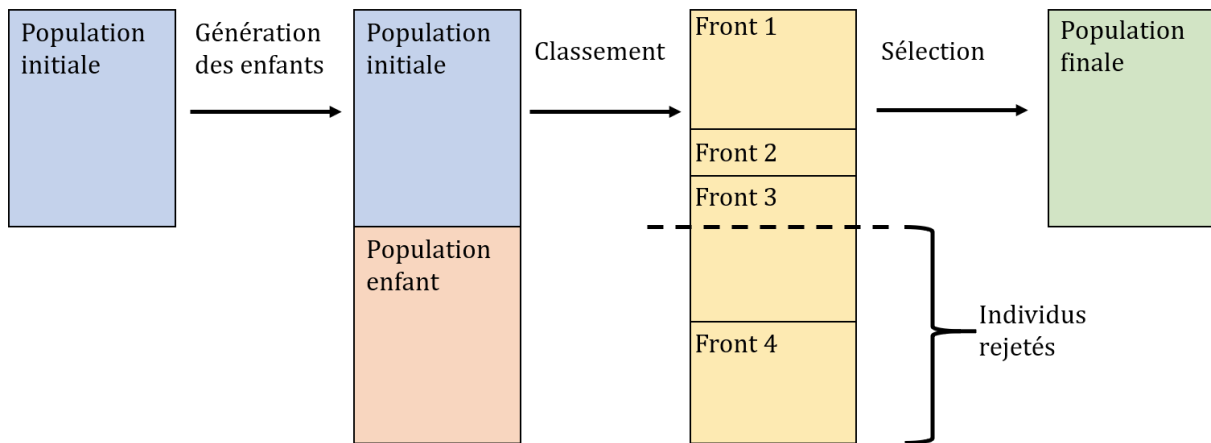 Population
initiale
Génération
des enfants
Population
initiale
Population
enfant
Classement
Front 1
Front 2
Front 3
Front 4
Sélection
Individus
rejetés
Population
finale